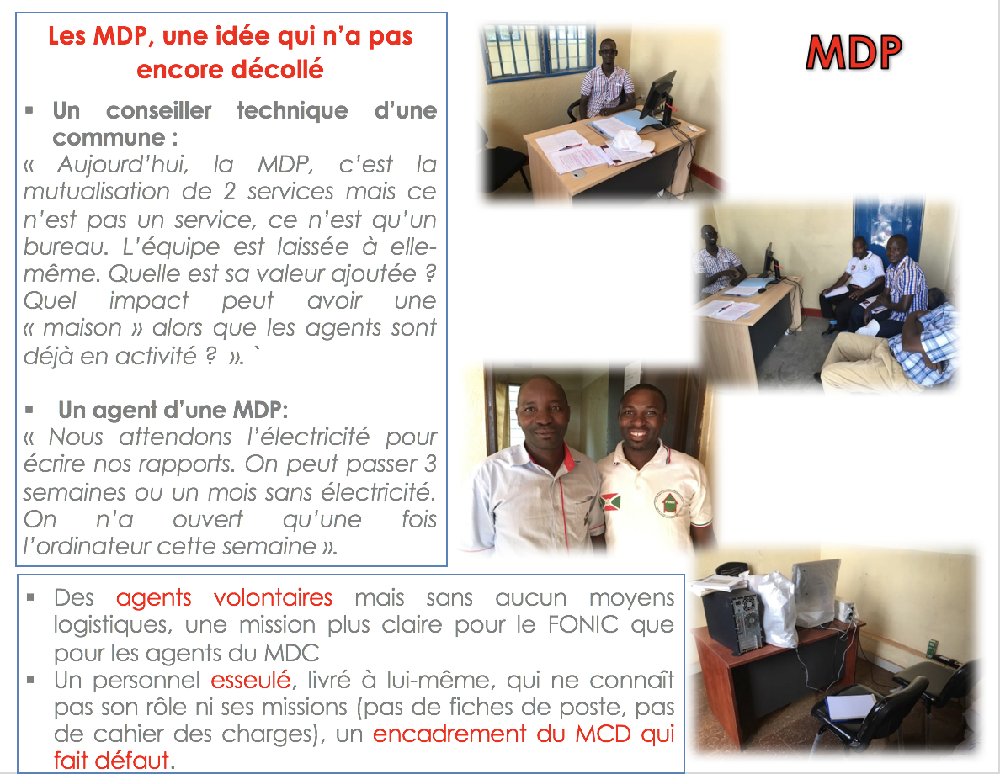 Les MDP, une idée qui n’a pas
encore décollé
▪ Un conseiller technique d’une
commune :
« Aujourd’hui, la MDP, c’est la
mutualisation de 2 services mais ce
n’est pas un service, ce n’est qu’un
bureau. L’équipe est laissée à elle-
même. Quelle est sa valeur ajoutée ?
Quel impact peut avoir une
« maison » alors que les agents sont
déjà en activité ? ». `
▪ Un agent d’une MDP:
« Nous attendons l’électricité pour
écrire nos rapports. On peut passer 3
semaines ou un mois sans électricité.
On n’a ouvert qu’une fois
l’ordinateur cette semaine ».
MDP
▪ Des agents volontaires mais sans aucun moyens
logistiques, une mission plus claire pour le FONIC que
pour les agents du MDC
▪ Un personnel esseulé, livré à lui-même, qui ne connaît
pas son rôle ni ses missions (pas de fiches de poste, pas
de cahier des charges), un encadrement du MCD qui
fait défaut.